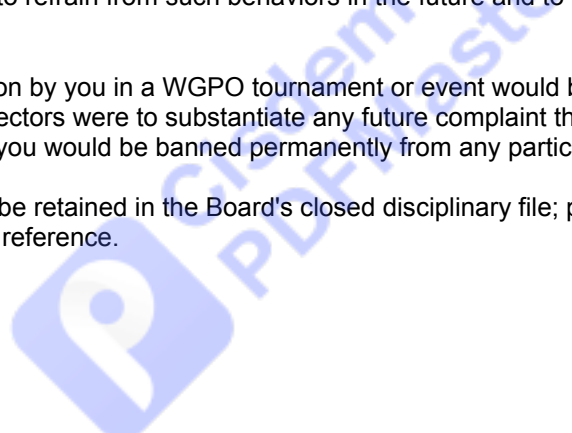 to refrain from such behaviors in the future and to
on by you in a WGPO tournament or event would b
ectors were to substantiate any future complaint th
you would be banned permanently from any partic
be retained in the Board's closed disciplinary file; p
reference.
Cisdem
PDFMaste